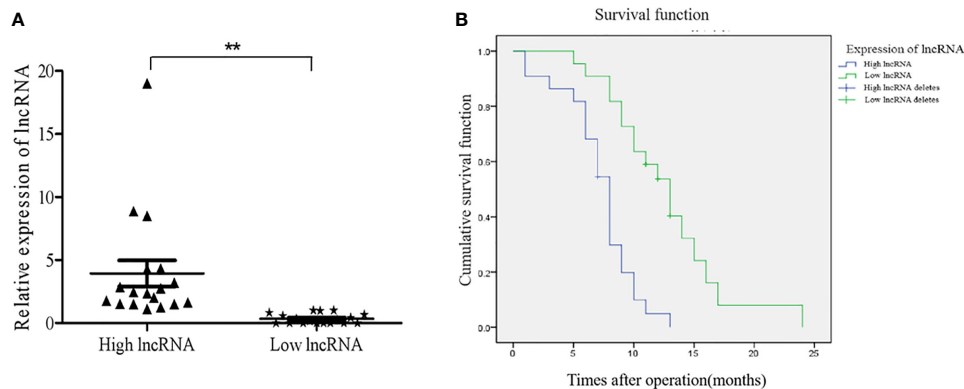 A
**
Relative expression of lncRNA
20
15
10
5
0
High lncRNA
Low lncRNA
B
Survival function
Cumulative survival function
1.0
0.8
0.6
0.4
0.2
0.0
0
5
10
15
20
25
Times after operation(months)
Expression of lncRNA
High lncRNA
Low lncRNA
High lncRNA deletes
Low lncRNA deletes